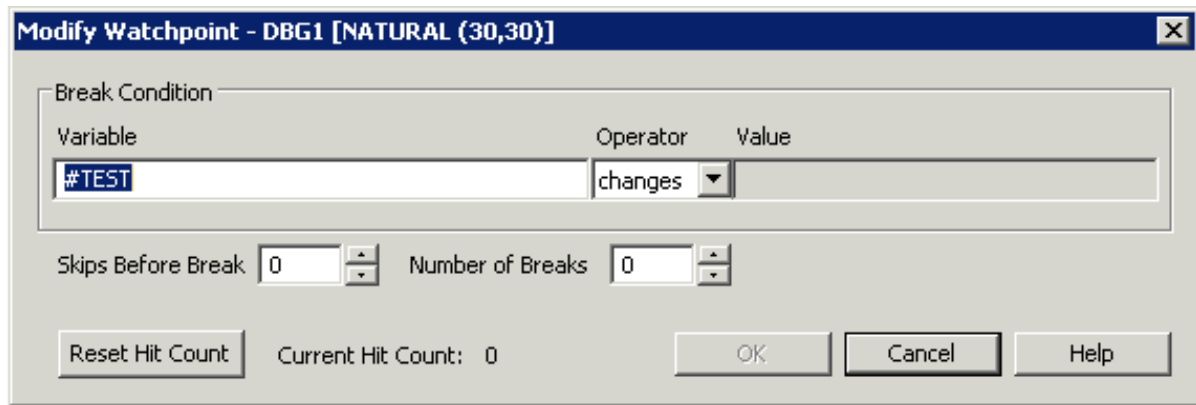 Modify Watchpoint - DBG1 [NATURAL (30,30)]
Break Condition
Variable Operator Value
#TEST changes
Skips Before Break 0 Number of Breaks 0
Reset Hit Count Current Hit Count: 0 OK Cancel Help